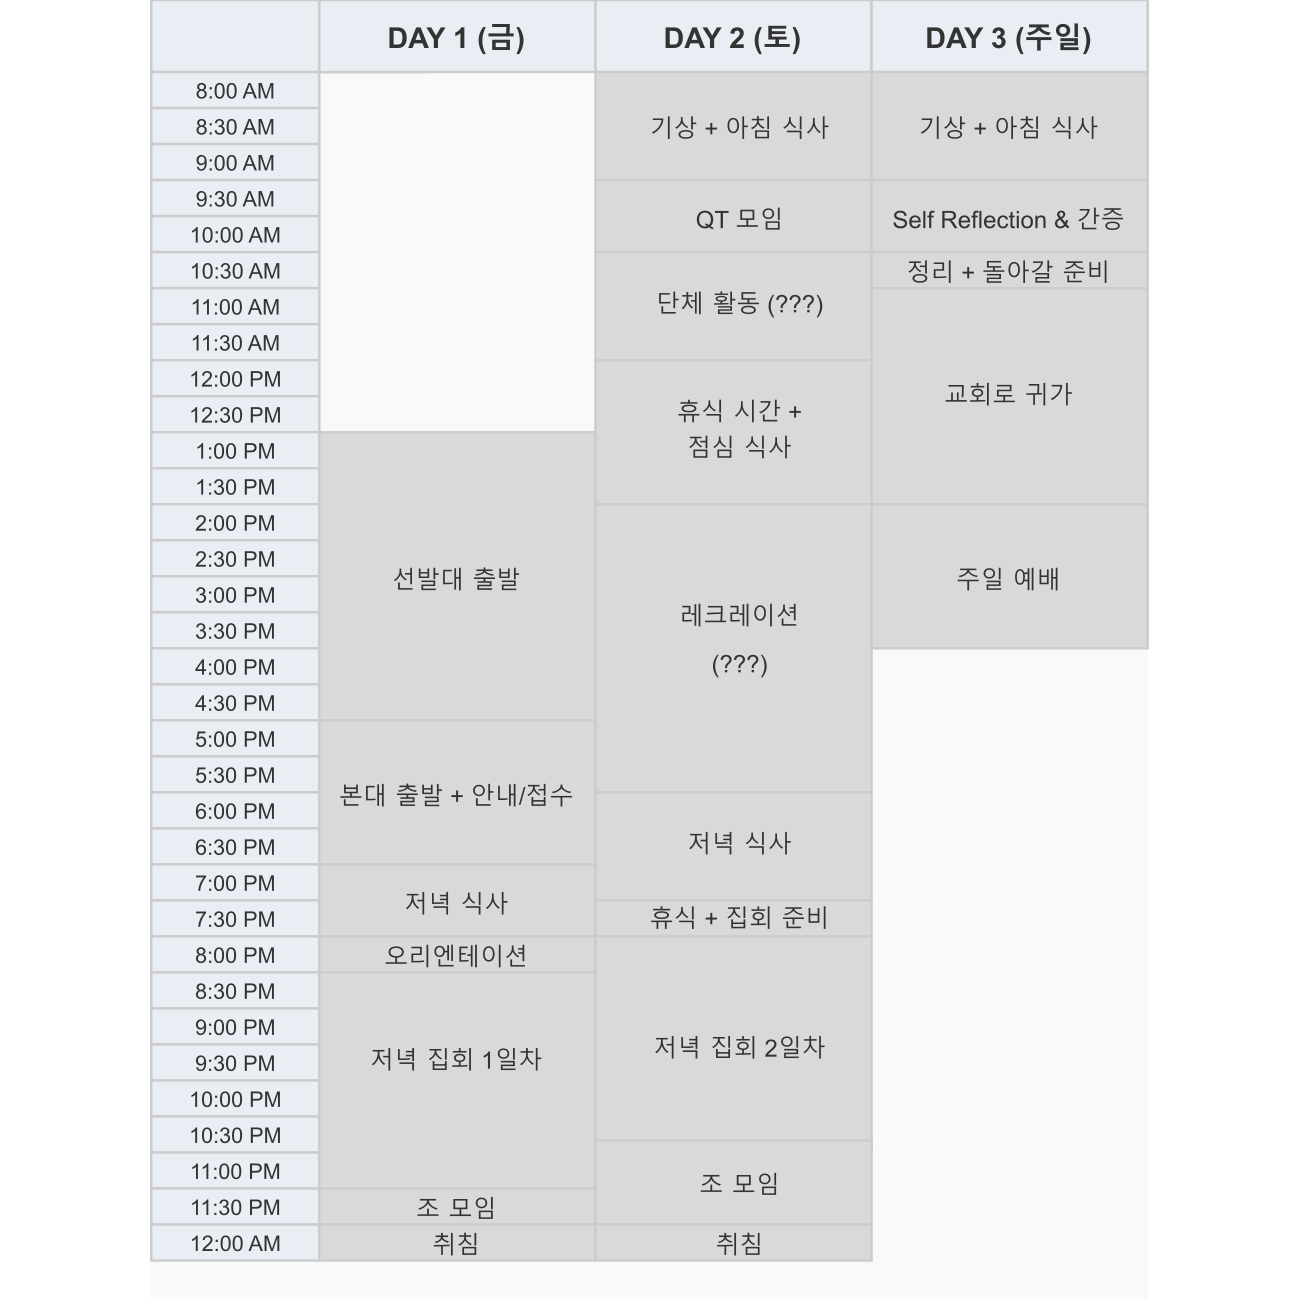 DAY 1 (금) DAY 2 (토) DAY 3 (주일)
8:00 AM
8:30 AM 기상 + 아침 식사 기상 + 아침 식사
9:00 AM
9:30 AM
QT 모임 Self Reflection & 간증
10:00 AM
10:30 AM 정리 + 돌아갈 준비
11:00 AM 단체 활동 (???)
11:30 AM
12:00 PM
교회로 귀가
12:30 PM 휴식 시간 +
1:00 PM 점심 식사
1:30 PM
2:00 PM
2:30 PM
선발대 출발 주일 예배
3:00 PM
3:30 PM 레크레이션
4:00 PM (???)
4:30 PM
5:00 PM
5:30 PM
본대 출발 + 안내/접수
6:00 PM
6:30 PM 저녁 식사
7:00 PM
저녁 식사
7:30 PM 휴식 + 집회 준비
8:00 PM 오리엔테이션
8:30 PM
9:00 PM
저녁 집회 2일차
9:30 PM 저녁 집회 1일차
10:00 PM
10:30 PM
11:00 PM
조 모임
11:30 PM 조 모임
12:00 AM 취침 취침